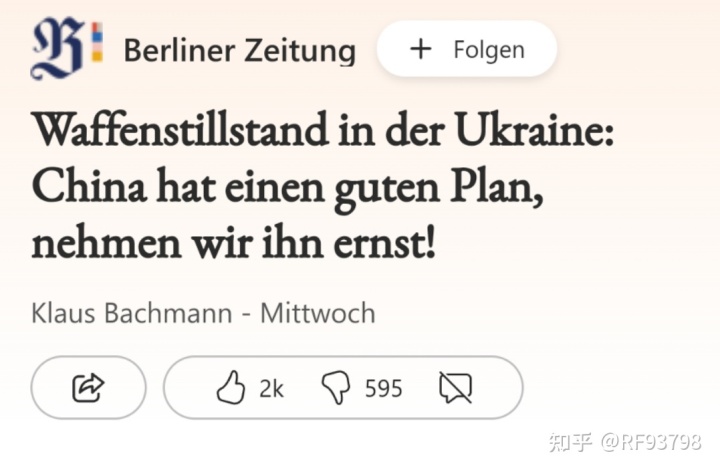 Berliner Zeitung
+ Folgen
Waffenstillstand in der Ukraine:
China hat einen guten Plan,
nehmen wir ihn ernst!
Klaus Bachmann - Mittwoch
2k 595
知乎 @RF93798